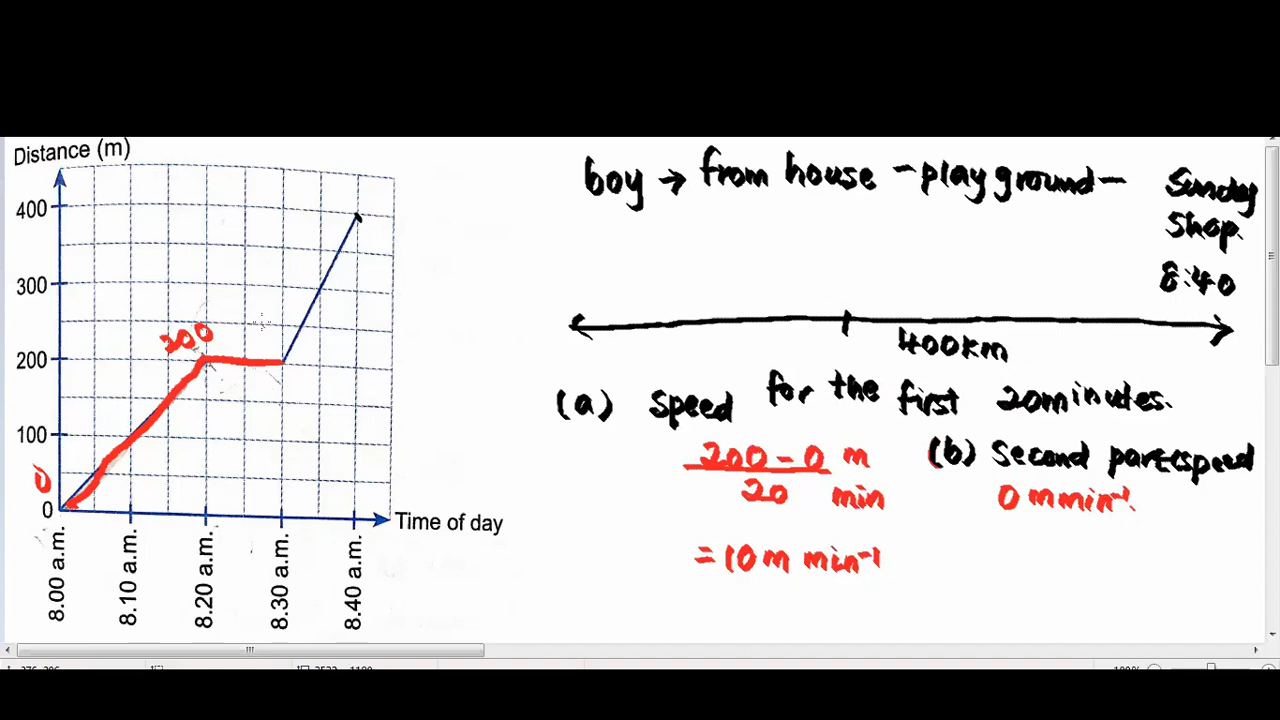 Distance (m)
400
300
200
100
0
0
200
8.00 a.m.
8.10 a.m.
8.20 a.m.
8.30 a.m.
8.40 a.m.
Time of day
boy → from house - playground - Sunday
Shop.
8:40
400km
(a) Speed for the first 20minutes.
200 - 0 m
20 min
= 10 m min⁻¹
(b) Second part speed
0 m min⁻¹.